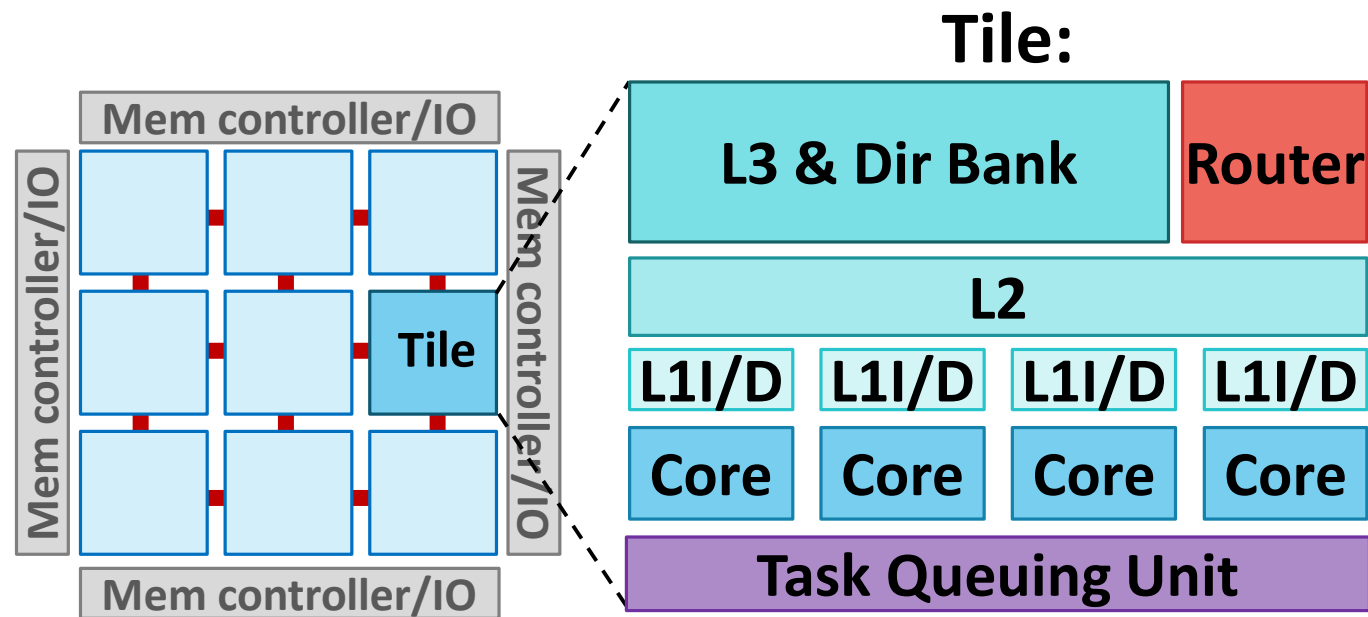 Tile:
Mem controller/IO
Mem controller/IO
Mem controller/IO
Tile
Mem controller/IO
L3 & Dir Bank
Router
L2
L1I/D
L1I/D
L1I/D
L1I/D
Core
Core
Core
Core
Task Queuing Unit